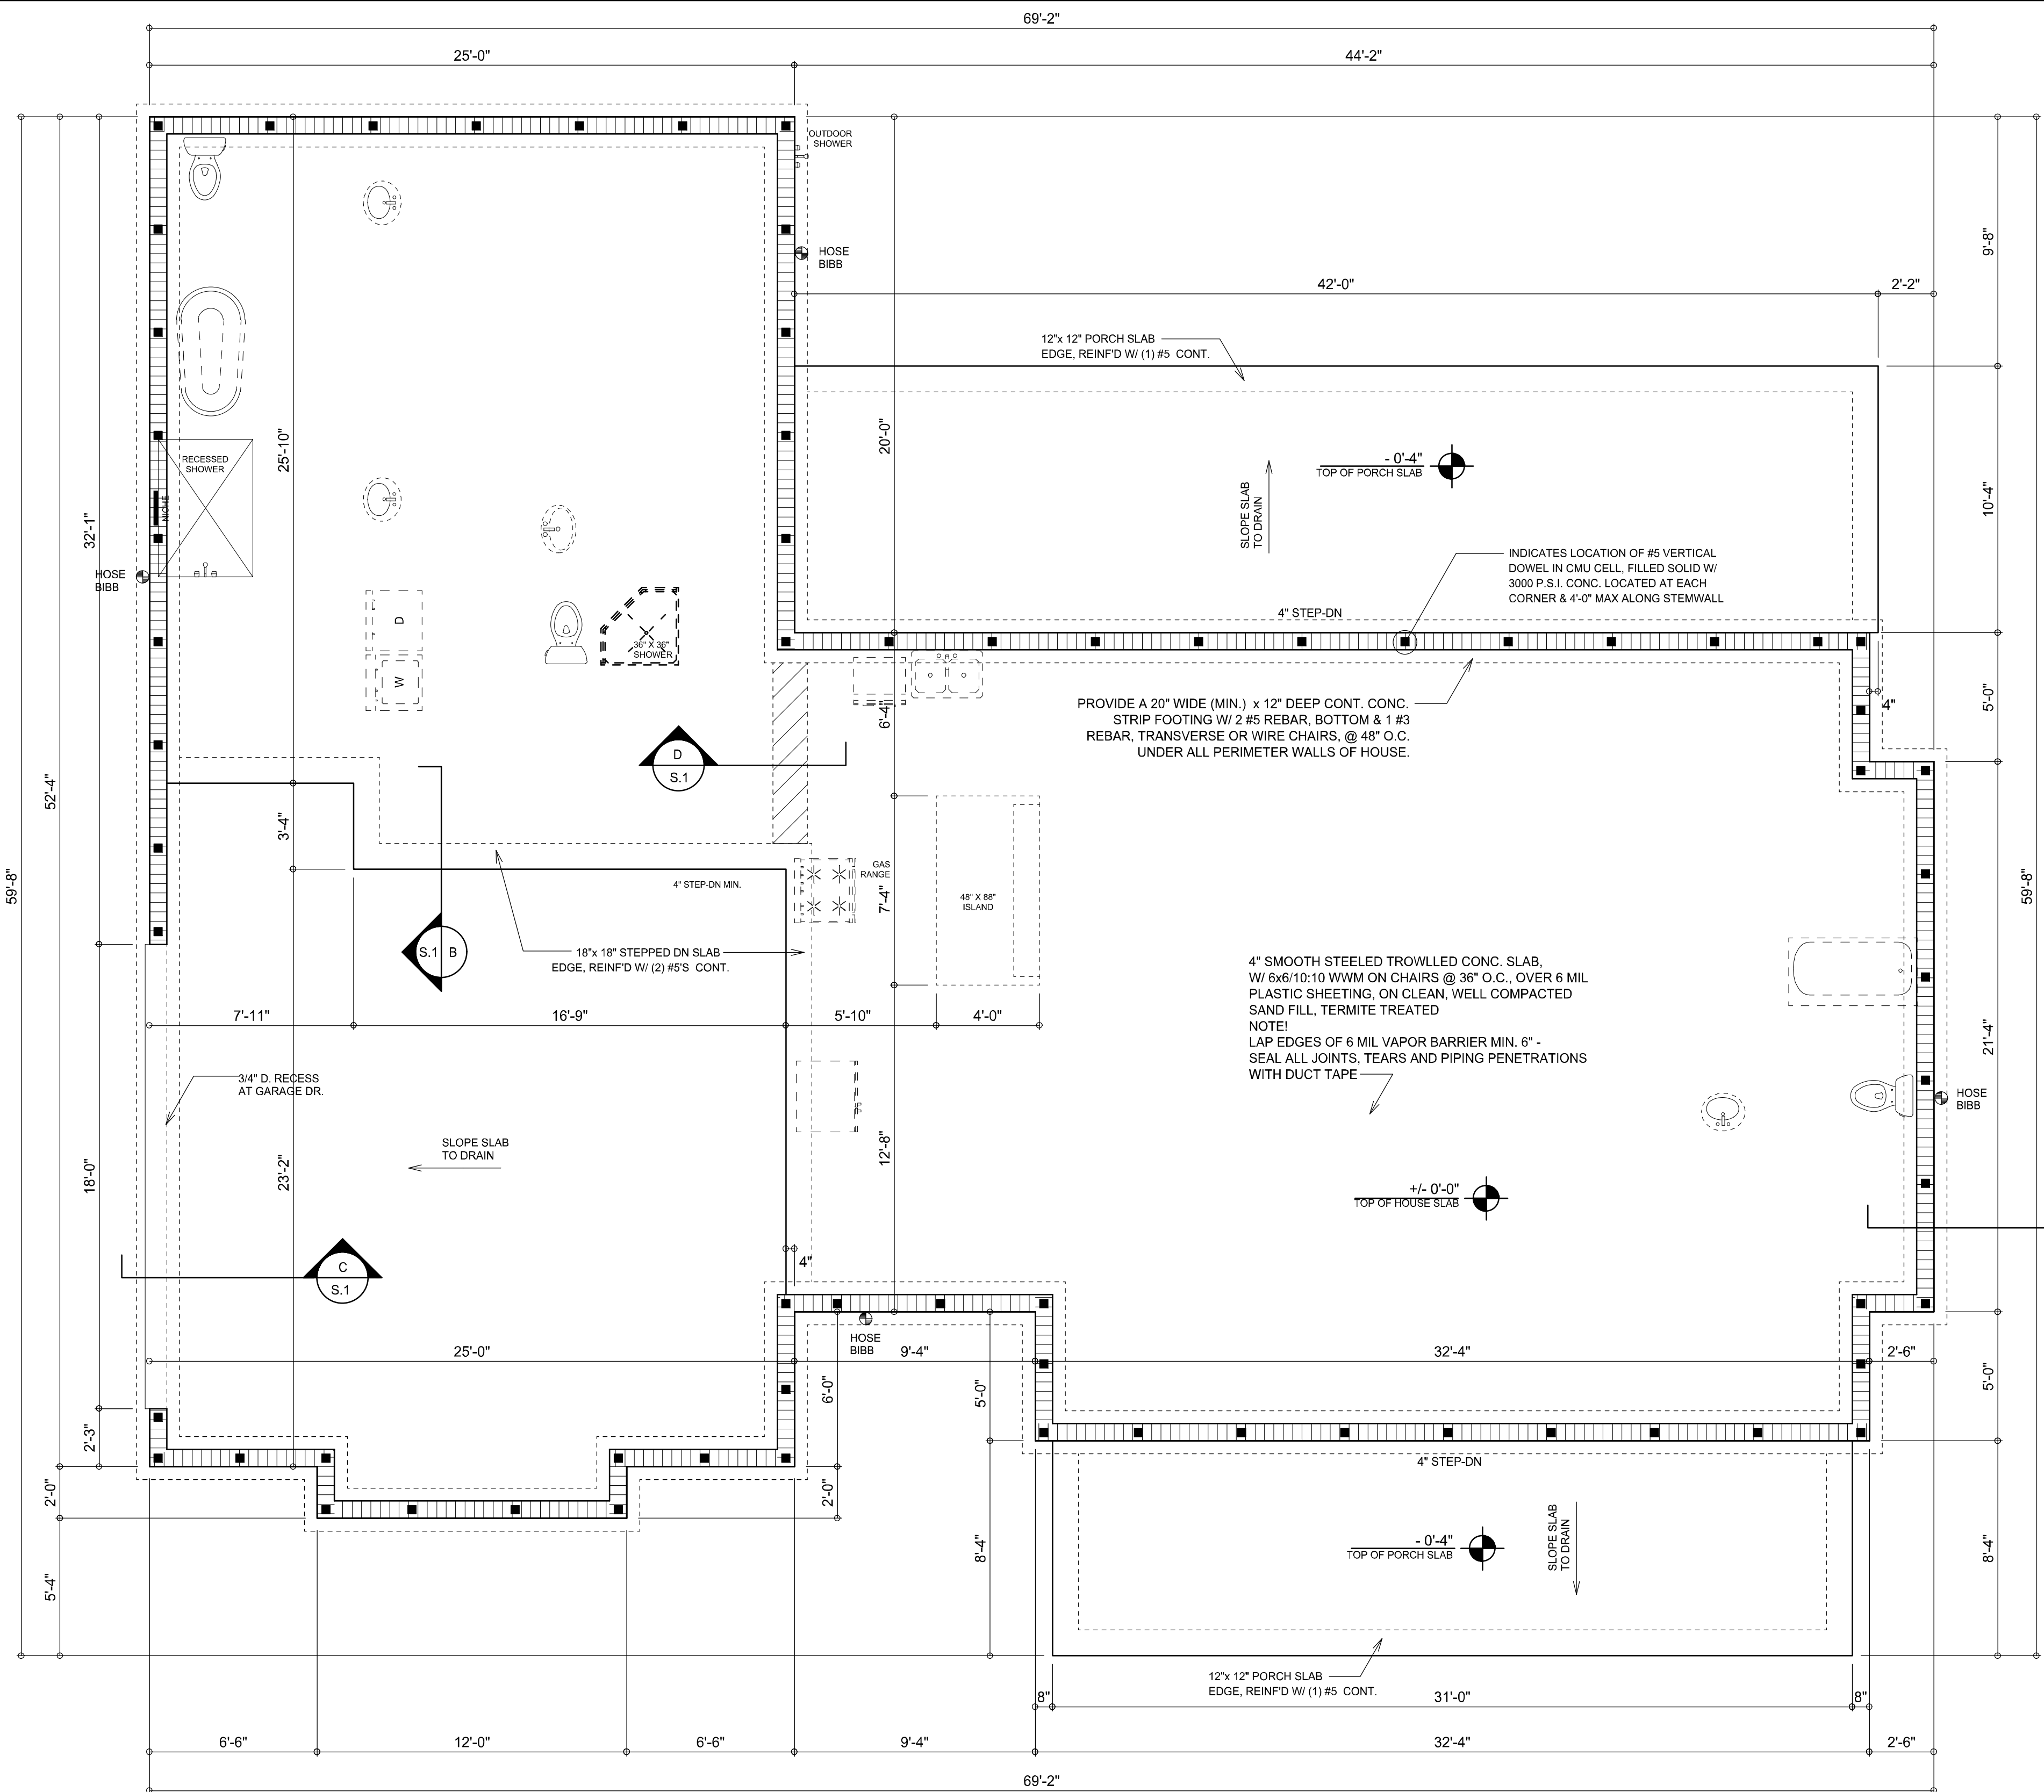 69'-2"
25'-0"
44'-2"
OUTDOOR
SHOWER
HOSE
BIBB
9'-8"
42'-0"
2'-2"
12"x 12" PORCH SLAB
EDGE, REINF'D W/ (1) #5 CONT.
25'-10"
20'-0"
RECESSED
SHOWER
NICHE
- 0'-4"
TOP OF PORCH SLAB
SLOPE SLAB
TO DRAIN
10'-4"
32'-1"
HOSE
BIBB
INDICATES LOCATION OF #5 VERTICAL
DOWEL IN CMU CELL, FILLED SOLID W/
3000 P.S.I. CONC. LOCATED AT EACH
CORNER & 4'-0" MAX ALONG STEMWALL
4" STEP-DN
D
W
36" X 36"
SHOWER
PROVIDE A 20" WIDE (MIN.) x 12" DEEP CONT. CONC.
STRIP FOOTING W/ 2 #5 REBAR, BOTTOM & 1 #3
REBAR, TRANSVERSE OR WIRE CHAIRS, @ 48" O.C.
UNDER ALL PERIMETER WALLS OF HOUSE.
4"
5'-0"
6'-4"
D
S.1
52'-4"
3'-4"
59'-8"
59'-8"
4" STEP-DN MIN.
GAS
RANGE
7'-4"
48" X 88"
ISLAND
S.1
B
18"x 18" STEPPED DN SLAB
EDGE, REINF'D W/ (2) #5'S CONT.
4" SMOOTH STEELED TROWLLED CONC. SLAB,
W/ 6x6/10:10 WWM ON CHAIRS @ 36" O.C., OVER 6 MIL
PLASTIC SHEETING, ON CLEAN, WELL COMPACTED
SAND FILL, TERMITE TREATED
NOTE!
LAP EDGES OF 6 MIL VAPOR BARRIER MIN. 6" -
SEAL ALL JOINTS, TEARS AND PIPING PENETRATIONS
WITH DUCT TAPE
7'-11"
16'-9"
5'-10"
4'-0"
21'-4"
3/4" D. RECESS
AT GARAGE DR.
HOSE
BIBB
SLOPE SLAB
TO DRAIN
12'-8"
18'-0"
23'-2"
+/- 0'-0"
TOP OF HOUSE SLAB
4"
C
S.1
HOSE
BIBB
25'-0"
9'-4"
32'-4"
2'-6"
6'-0"
5'-0"
5'-0"
2'-3"
4" STEP-DN
2'-0"
2'-0"
- 0'-4"
TOP OF PORCH SLAB
SLOPE SLAB
TO DRAIN
8'-4"
8'-4"
5'-4"
12"x 12" PORCH SLAB
EDGE, REINF'D W/ (1) #5 CONT.
8"
31'-0"
8"
6'-6"
12'-0"
6'-6"
9'-4"
32'-4"
2'-6"
69'-2"